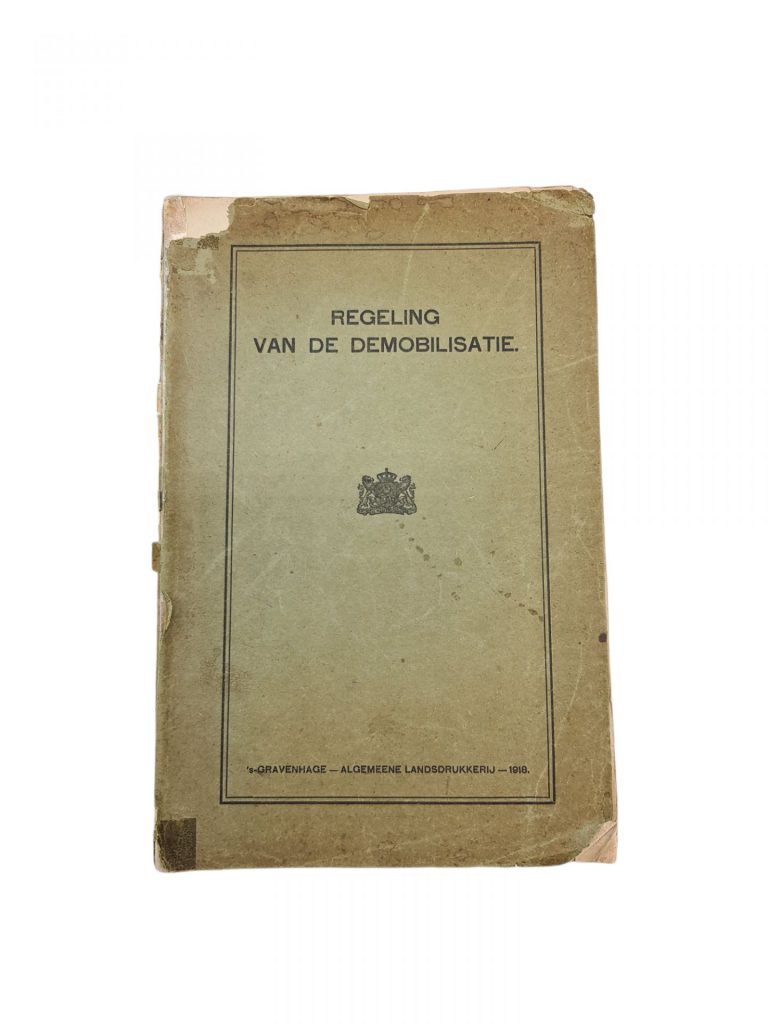 REGELING
VAN DE DEMOBILISATIE.
's-GRAVENHAGE — ALGEMEENE LANDSDRUKKERIJ — 1918.